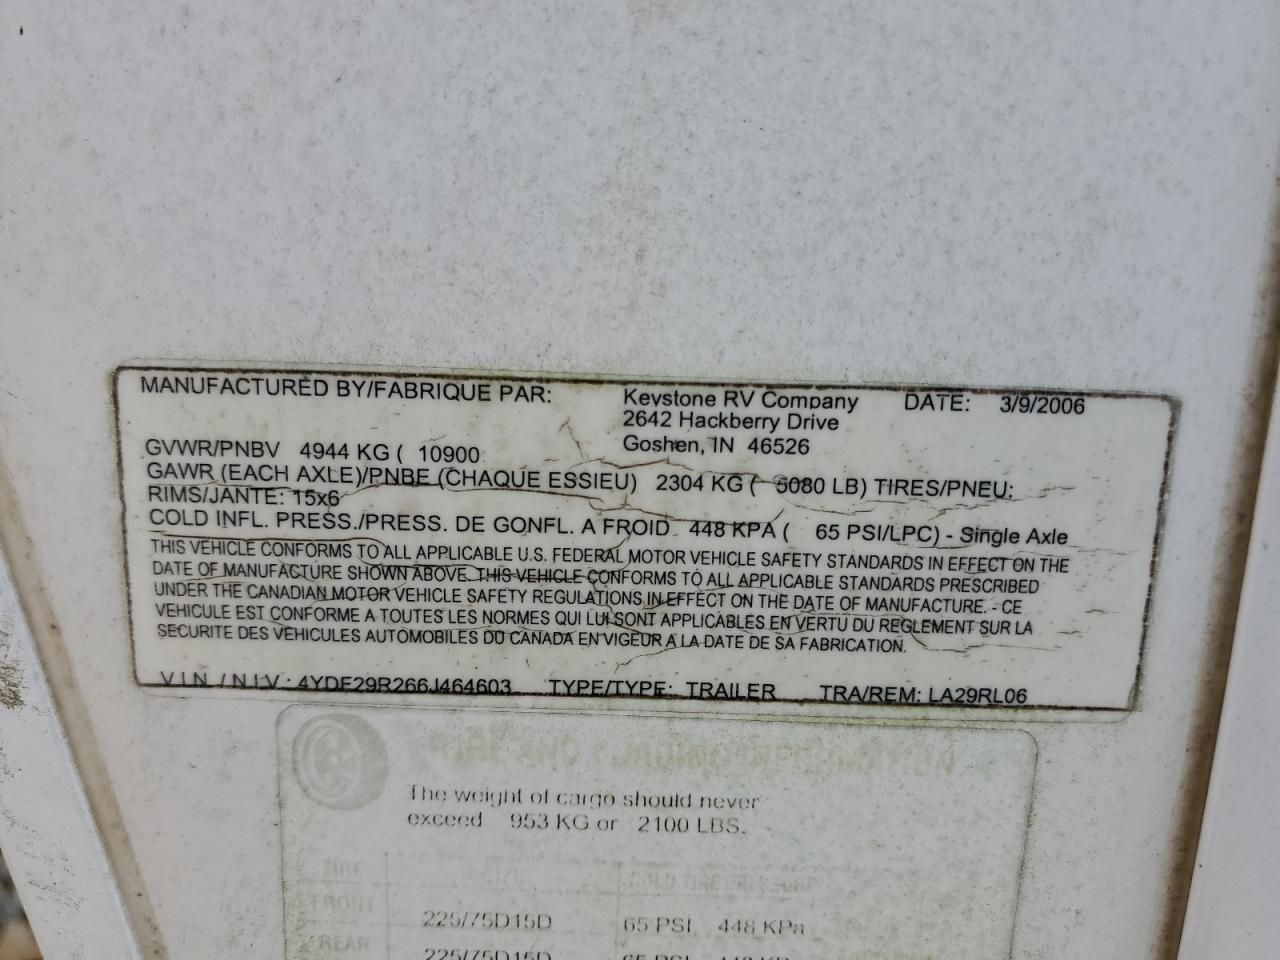 MANUFACTURED BY/FABRIQUE PAR: Keystone RV Company DATE: 3/9/2006
2642 Hackberry Drive
Goshen, IN 46526
GVWR/PNBV 4944 KG ( 10900
GAWR (EACH AXLE)/PNBE (CHAQUE ESSIEU) 2304 KG ( 5080 LB) TIRES/PNEU:
RIMS/JANTE: 15x6
COLD INFL. PRESS./PRESS. DE GONFL. A FROID 448 KPA ( 65 PSI/LPC) - Single Axle
THIS VEHICLE CONFORMS TO ALL APPLICABLE U.S. FEDERAL MOTOR VEHICLE SAFETY STANDARDS IN EFFECT ON THE
DATE OF MANUFACTURE SHOWN ABOVE. THIS VEHICLE CONFORMS TO ALL APPLICABLE STANDARDS PRESCRIBED
UNDER THE CANADIAN MOTOR VEHICLE SAFETY REGULATIONS IN EFFECT ON THE DATE OF MANUFACTURE. - CE
VEHICULE EST CONFORME A TOUTES LES NORMES QUI LUI SONT APPLICABLES EN VERTU DU REGLEMENT SUR LA
SECURITE DES VEHICULES AUTOMOBILES DU CANADA EN VIGEUR A LA DATE DE SA FABRICATION.
V.I.N./N.I.V.: 4YDF29R266J464603 TYPE/TYPE: TRAILER TRA/REM: LA29RL06
The weight of cargo should never
exceed 953 KG or 2100 LBS.
FRONT 225/75D15D 65 PSI 448 KPa
REAR 225/75D15D 65 PSI 448 KPa